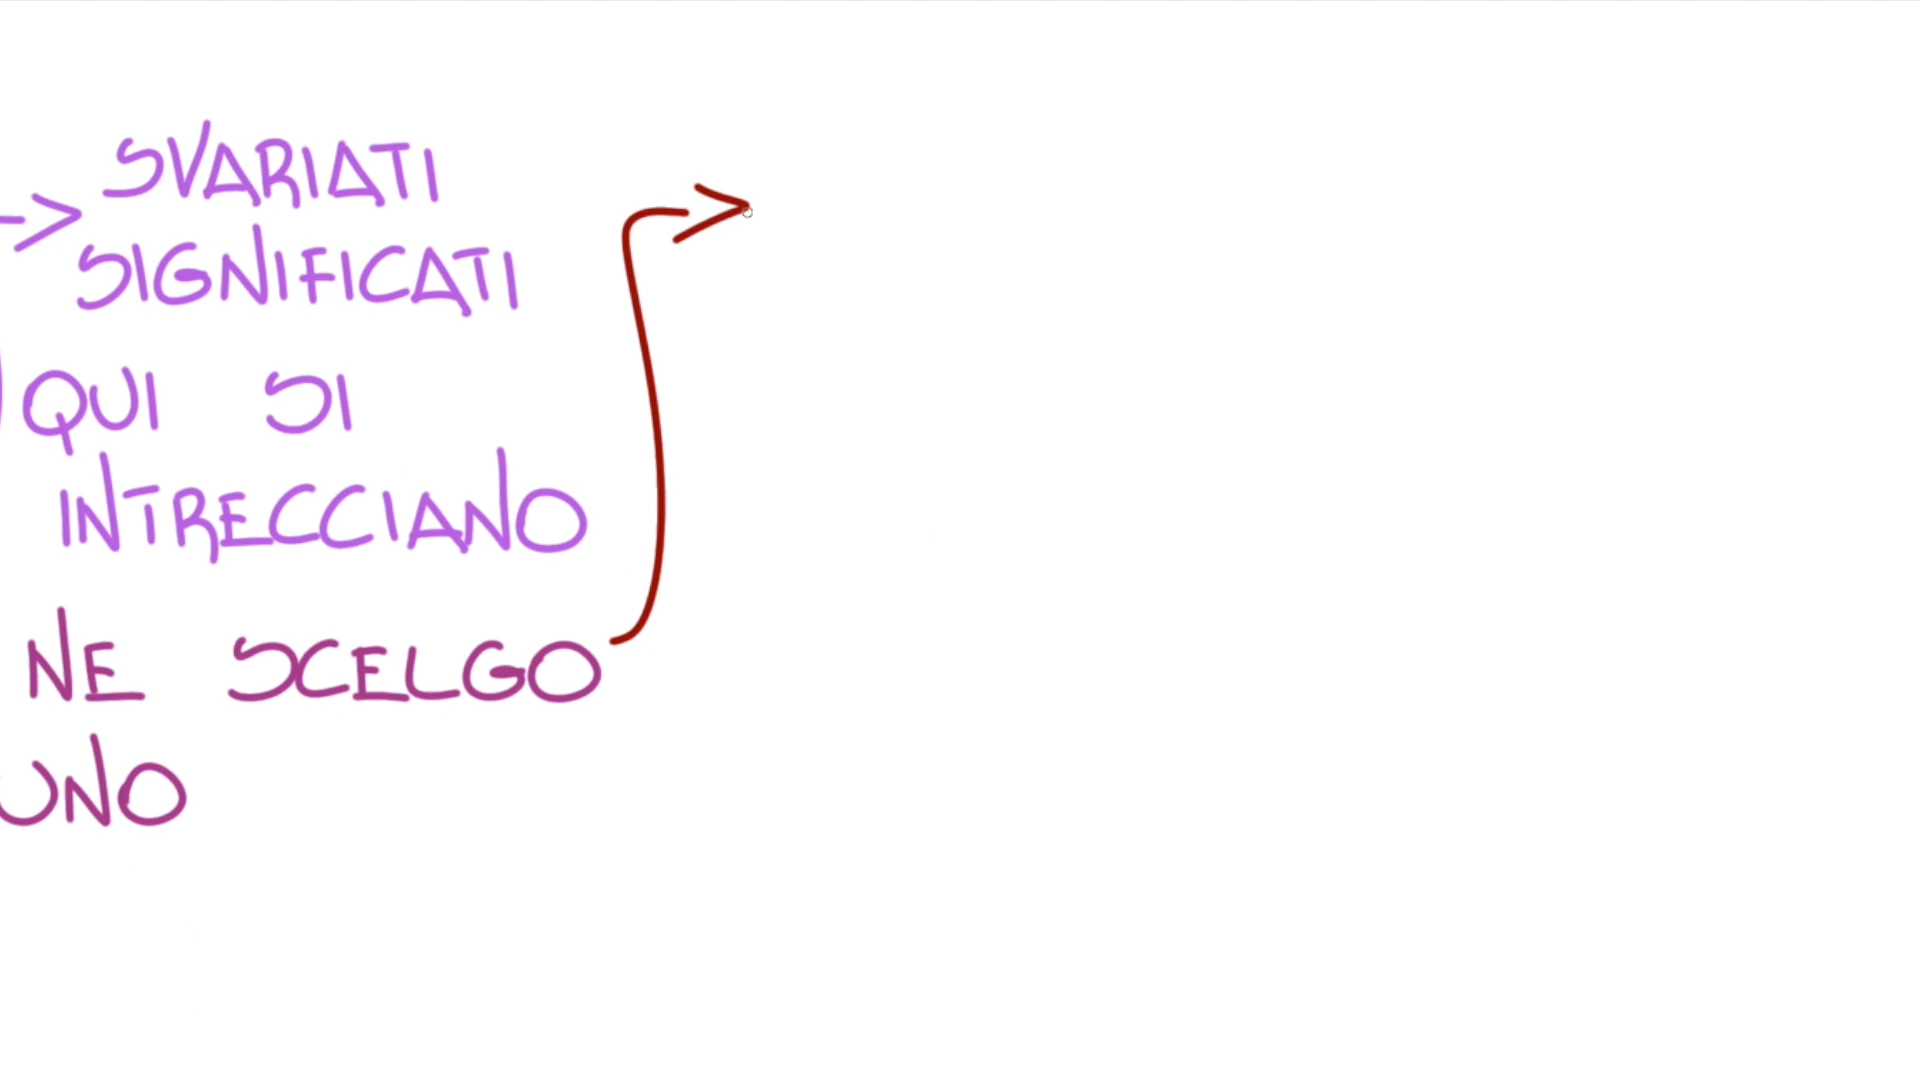 SVARIATI
SIGNIFICATI
QUI SI
INTRECCIANO
NE SCELGO
UNO